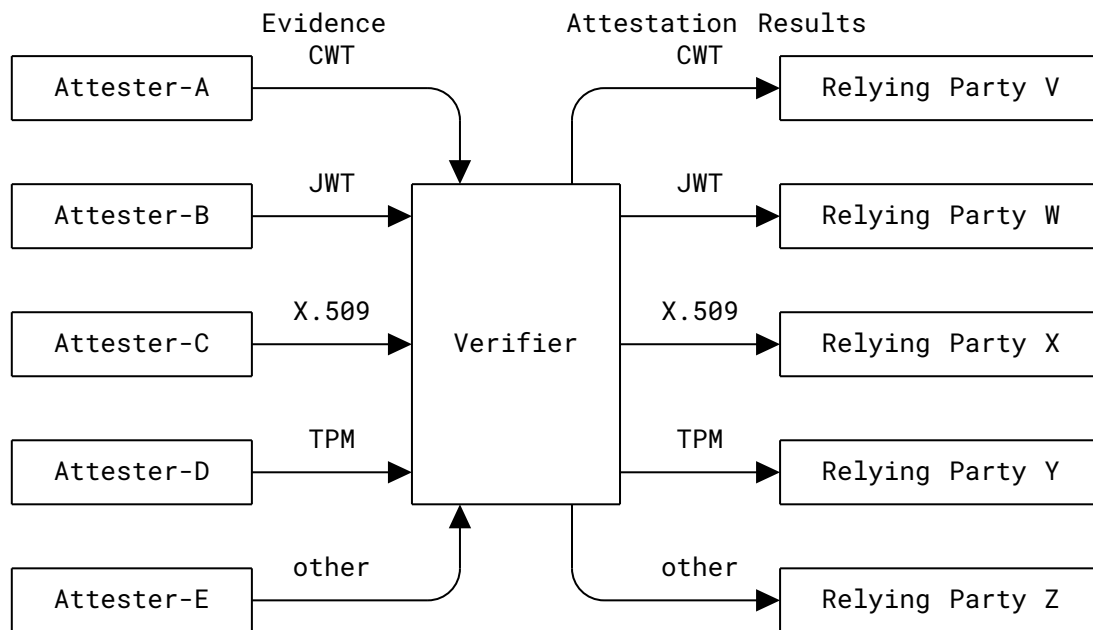 Evidence Attestation Results
CWT CWT
Attester-A Relying Party V
JWT JWT
Attester-B Relying Party W
X.509 X.509
Attester-C Verifier Relying Party X
TPM TPM
Attester-D Relying Party Y
other other
Attester-E Relying Party Z